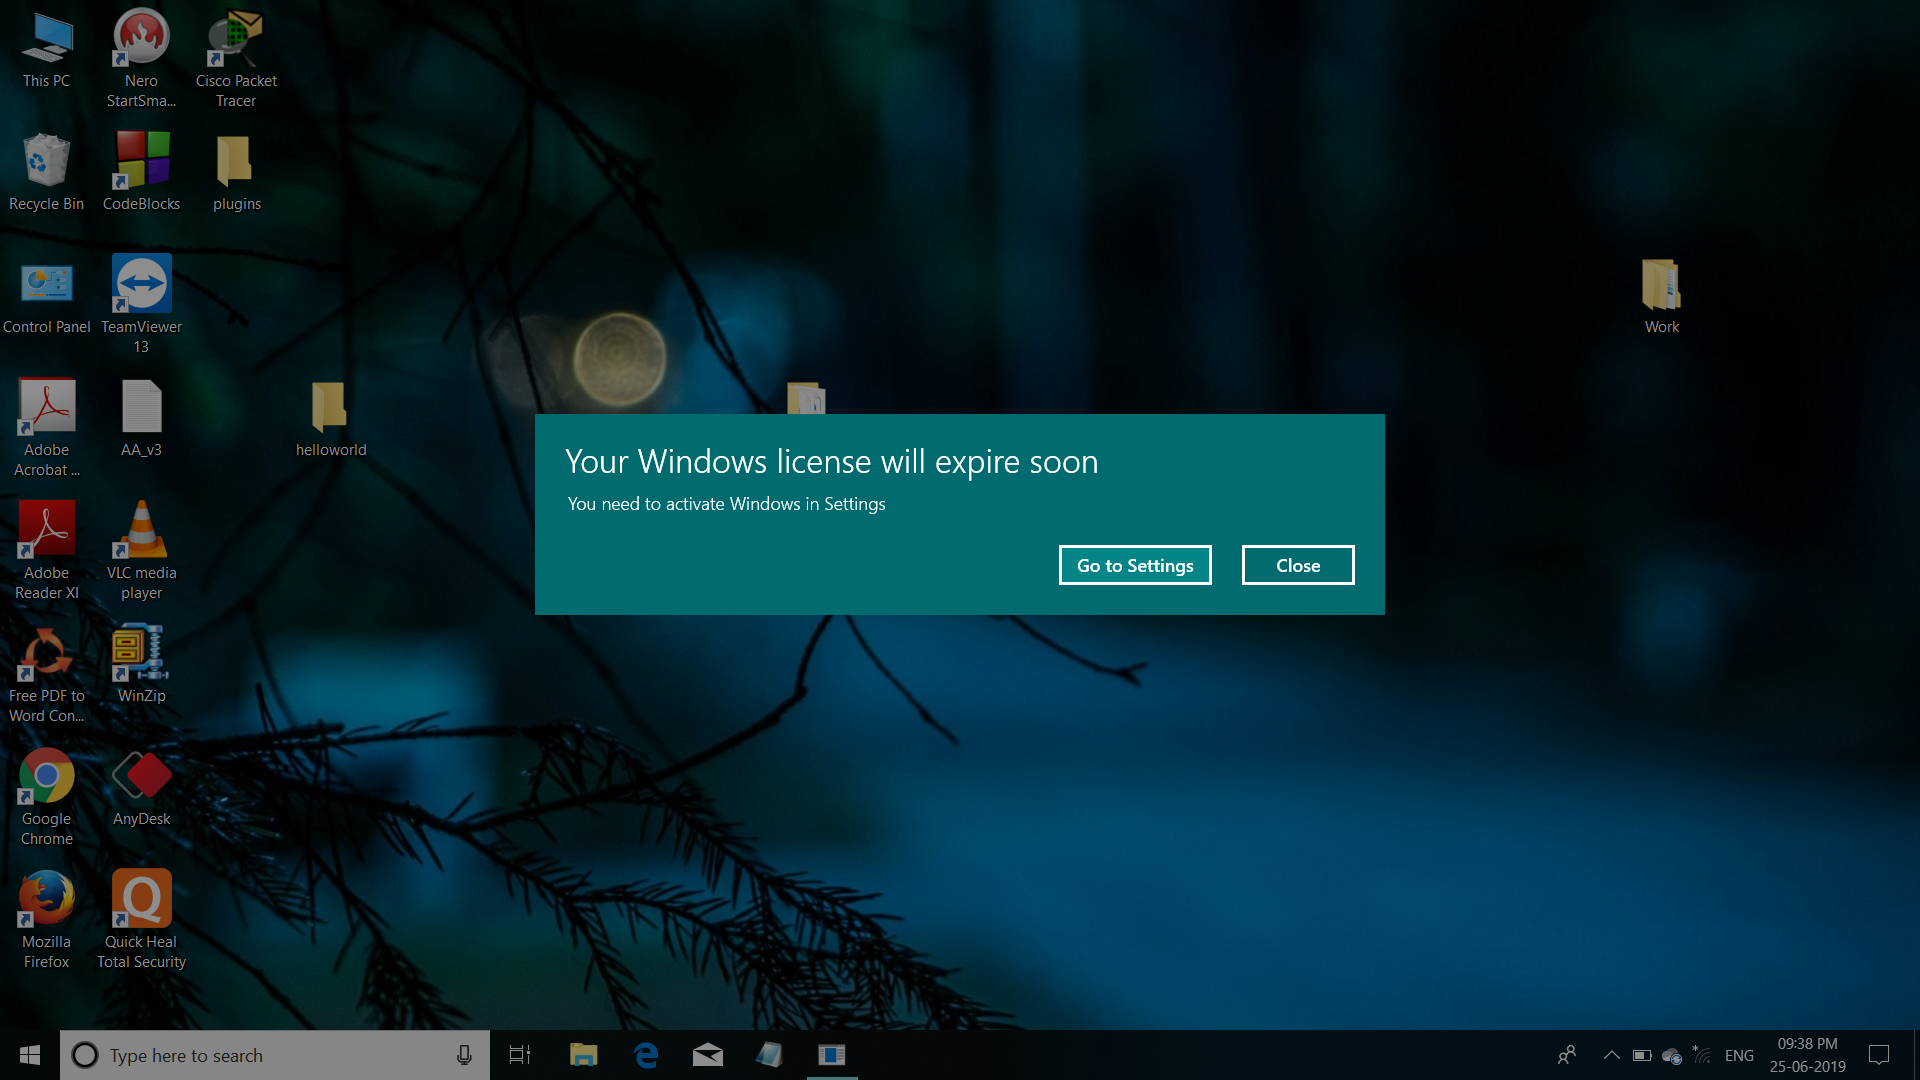 This PC
Nero
StartSma...
Cisco Packet
Tracer
Recycle Bin
CodeBlocks
plugins
Control Panel
TeamViewer
13
Work
Adobe
Acrobat ...
AA_v3
helloworld
Your Windows license will expire soon
You need to activate Windows in Settings
Go to Settings
Close
Adobe
Reader XI
VLC media
player
Free PDF to
Word Con...
WinZip
Google
Chrome
AnyDesk
Mozilla
Firefox
Quick Heal
Total Security
Type here to search
ENG
09:38 PM
25-06-2019